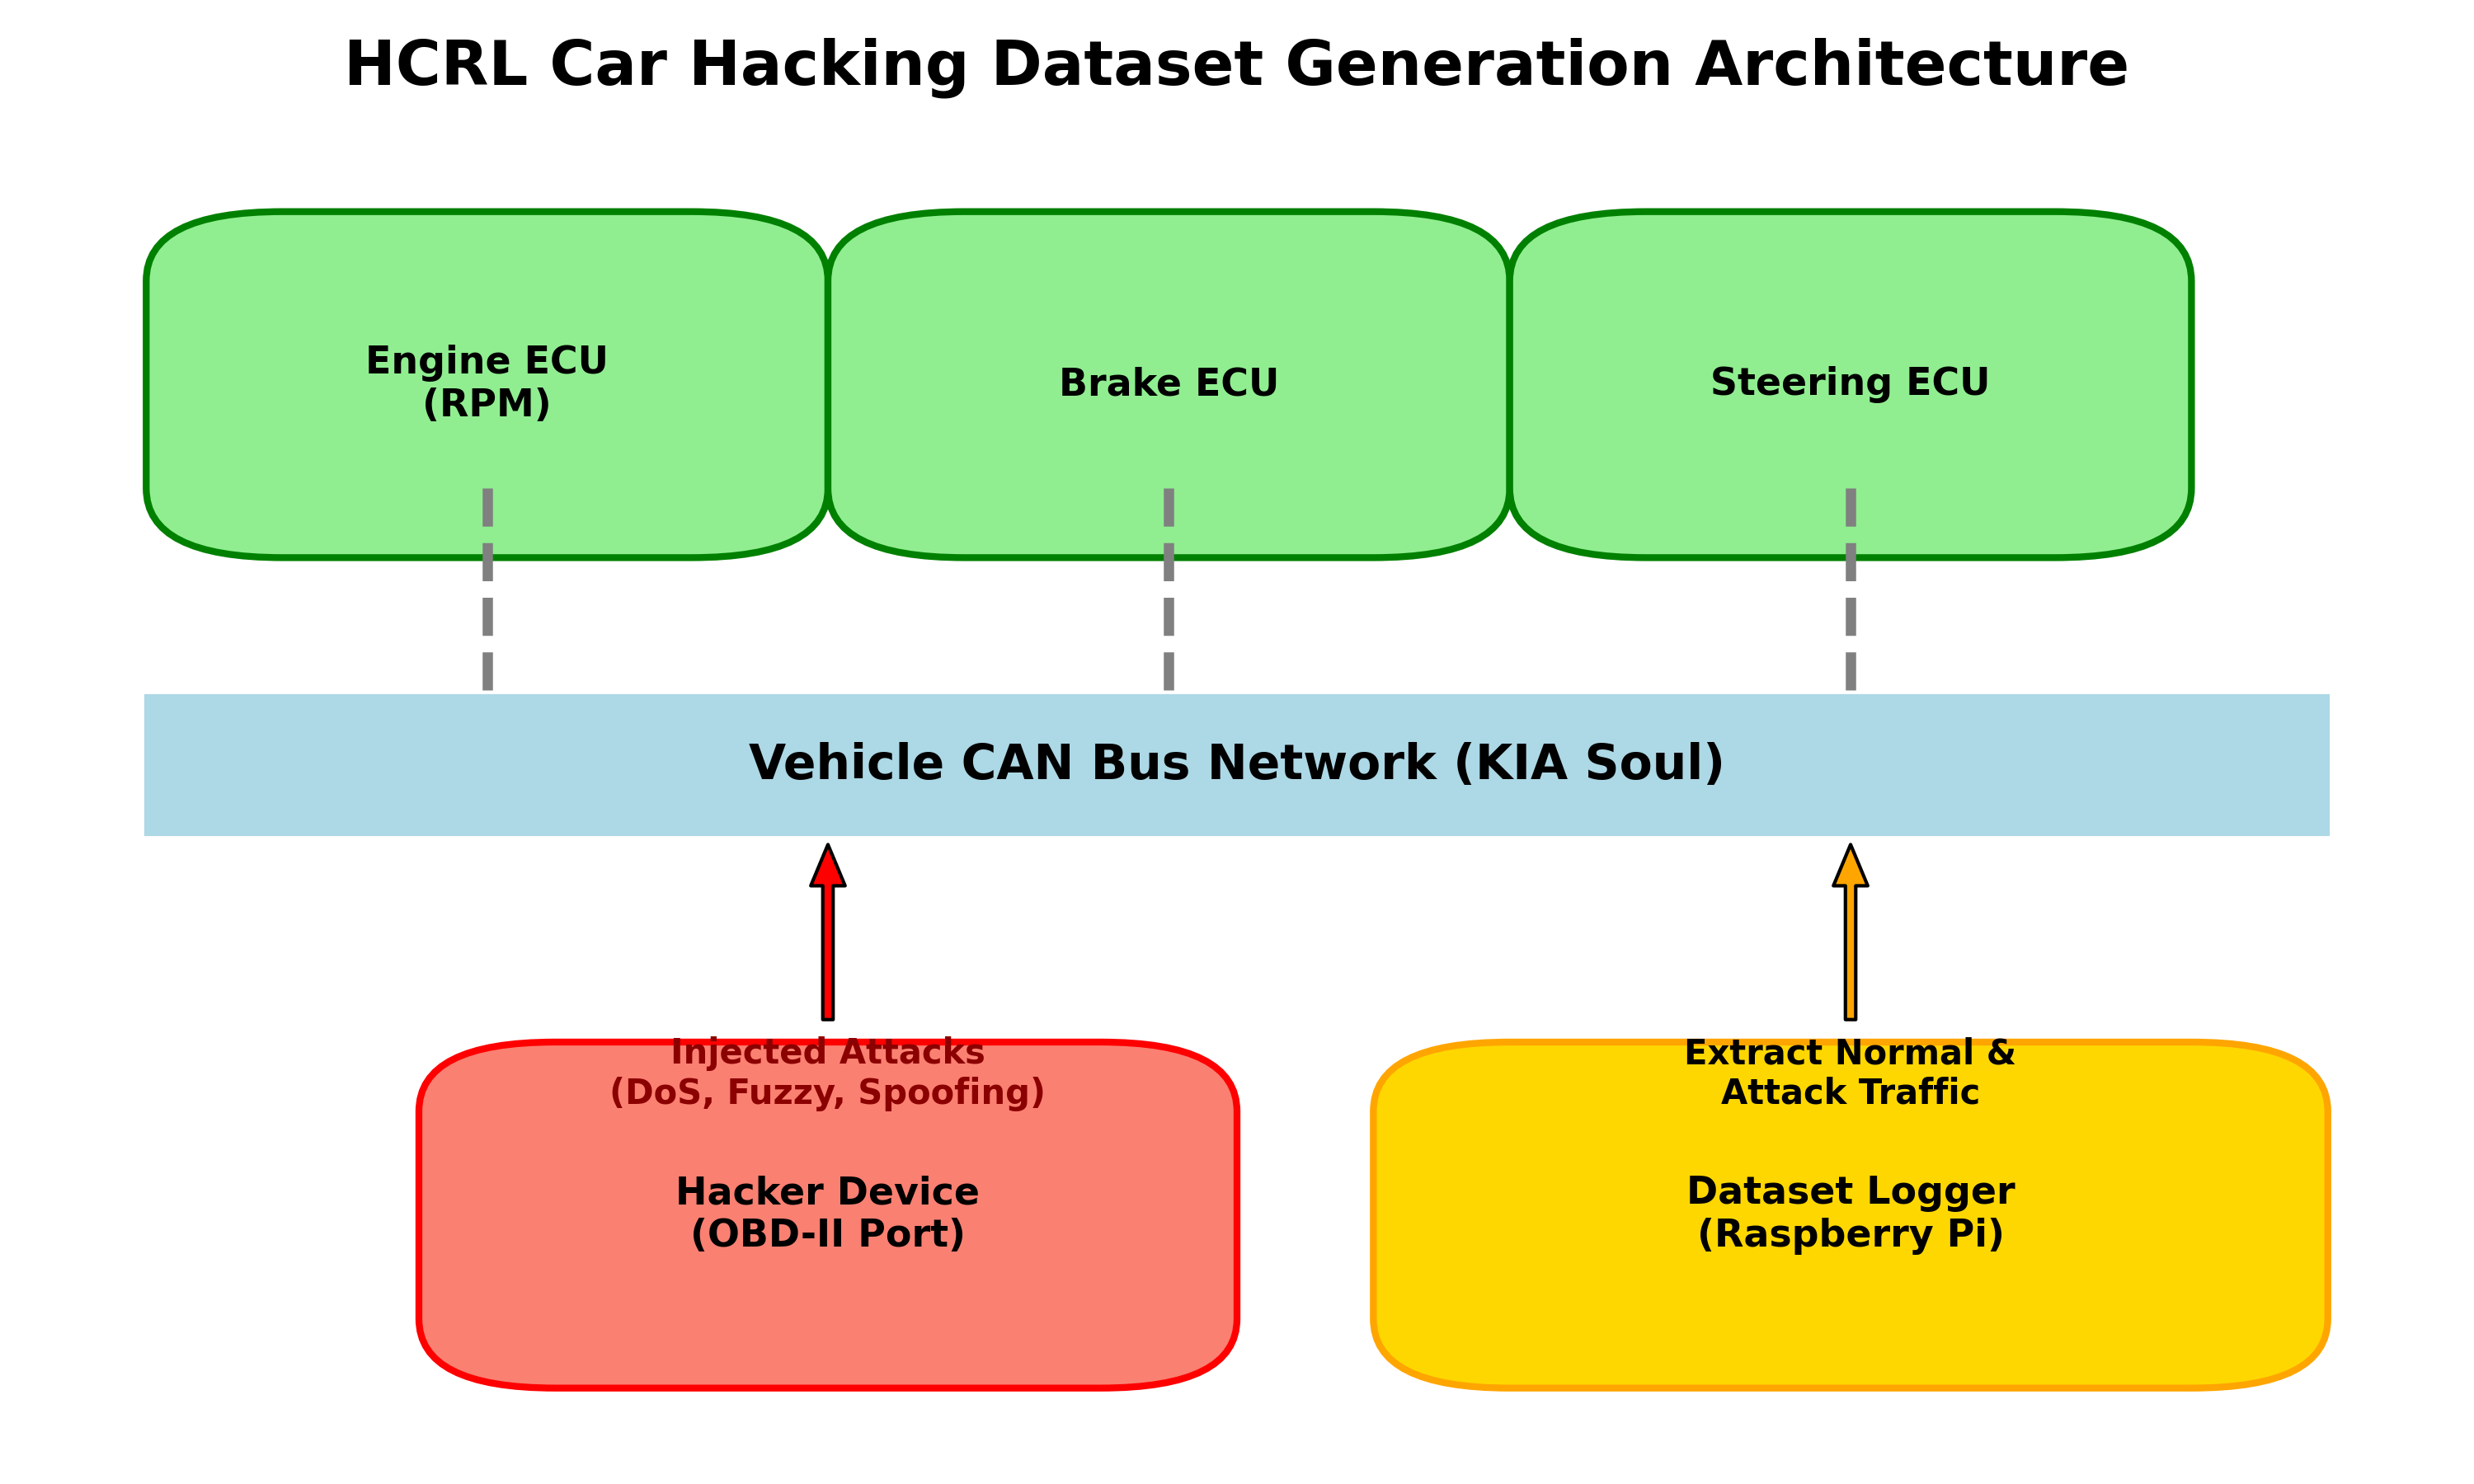 HCRL Car Hacking Dataset Generation Architecture
Engine ECU
(RPM)
Brake ECU
Steering ECU
Vehicle CAN Bus Network (KIA Soul)
Injected Attacks
(DoS, Fuzzy, Spoofing)
Extract Normal &
Attack Traffic
Hacker Device
(OBD-II Port)
Dataset Logger
(Raspberry Pi)